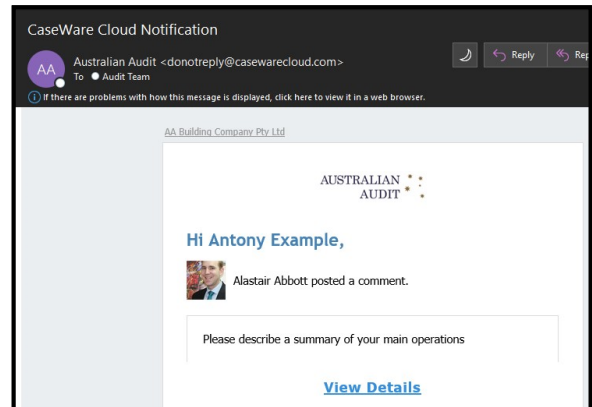 CaseWare Cloud Notification
AA
Australian Audit <donotreply@casewarecloud.com>
To Audit Team
Reply
Rep
If there are problems with how this message is displayed, click here to view it in a web browser.
AA Building Company Pty Ltd
AUSTRALIAN
AUDIT
Hi Antony Example,
Alastair Abbott posted a comment.
Please describe a summary of your main operations
View Details